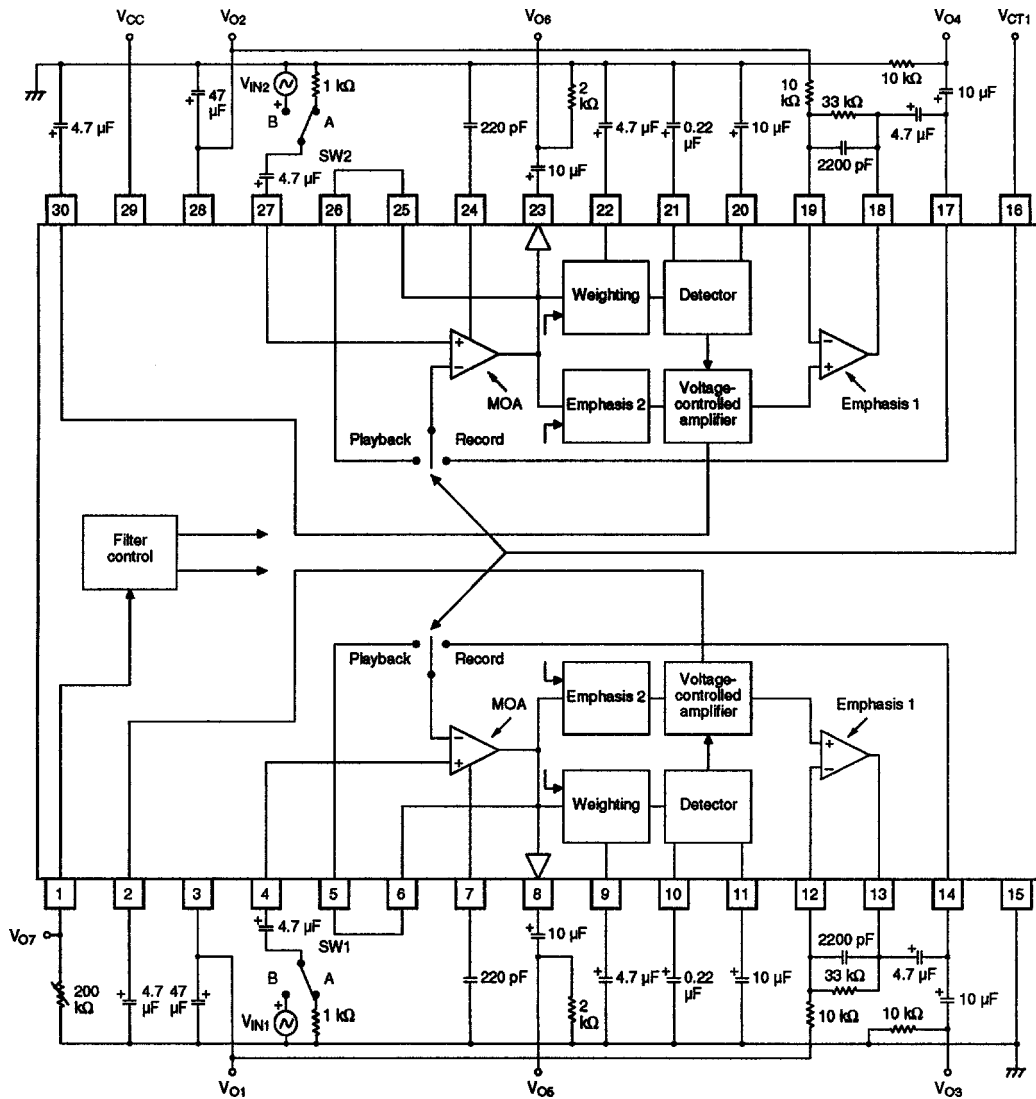 VCC VO2 VO6 VO4 VCT1
4.7 µF
47 µF
VIN2
1 kΩ
B A
SW2
4.7 µF
220 pF
10 µF
2 kΩ
4.7 µF
0.22 µF
10 µF
10 kΩ
33 kΩ
2200 pF
10 kΩ
4.7 µF
10 µF
30 29 28 27 26 25 24 23 22 21 20 19 18 17 16
Weighting
Detector
MOA
Emphasis 2
Voltage-controlled amplifier
Emphasis 1
Playback Record
Filter control
Playback Record
MOA
Emphasis 2
Voltage-controlled amplifier
Emphasis 1
Weighting
Detector
1 2 3 4 5 6 7 8 9 10 11 12 13 14 15
VO7
200 kΩ
4.7 µF
47 µF
4.7 µF
SW1
B A
VIN1
1 kΩ
220 pF
10 µF
2 kΩ
4.7 µF
0.22 µF
10 µF
2200 pF
33 kΩ
10 kΩ
4.7 µF
10 kΩ
10 µF
VO1 VO5 VO3